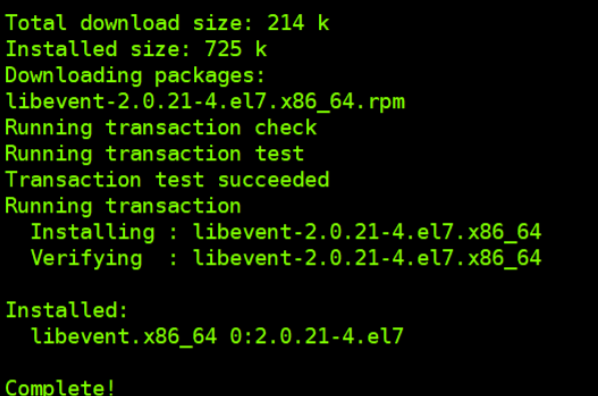 Total download size: 214 k
Installed size: 725 k
Downloading packages:
libevent-2.0.21-4.el7.x86_64.rpm
Running transaction check
Running transaction test
Transaction test succeeded
Running transaction
  Installing : libevent-2.0.21-4.el7.x86_64
  Verifying  : libevent-2.0.21-4.el7.x86_64

Installed:
  libevent.x86_64 0:2.0.21-4.el7

Complete!